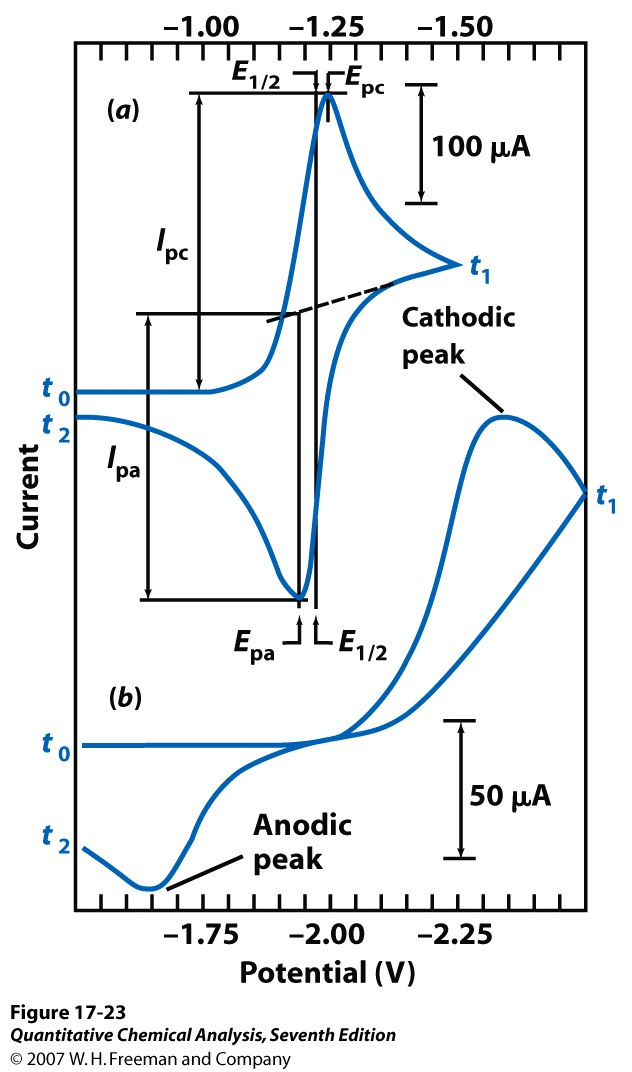 –1.00 –1.25 –1.50
E1/2 Epc
(a)
100 μA
Ipc
t1
Cathodic
peak
t0
t2
Ipa
Current
t1
Epa E1/2
(b)
t0
50 μA
Anodic
peak
t2
–1.75 –2.00 –2.25
Potential (V)
Figure 17-23
Quantitative Chemical Analysis, Seventh Edition
© 2007 W. H. Freeman and Company